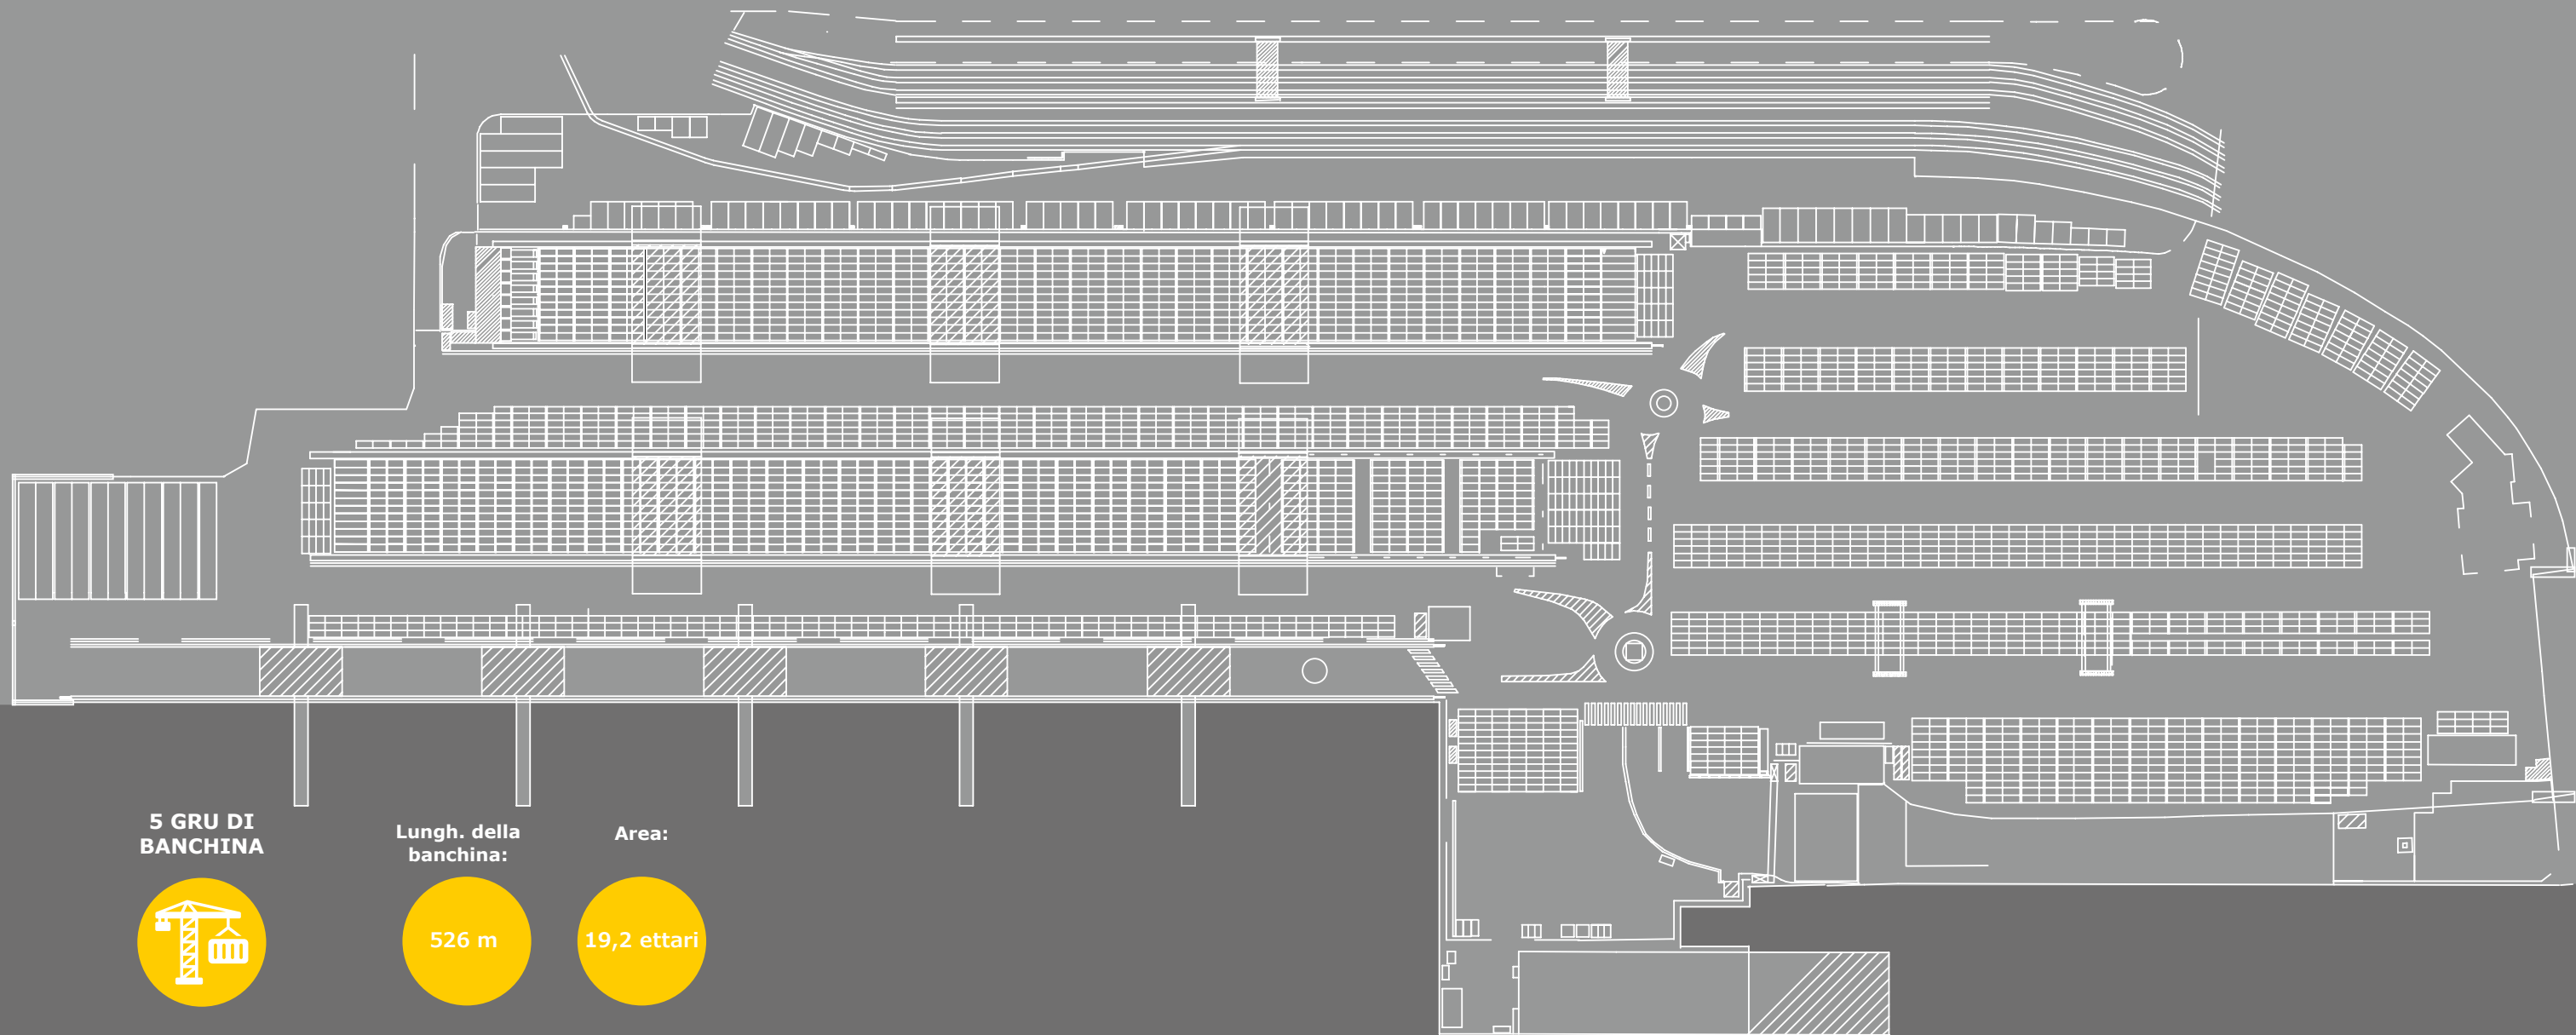 5 GRU DI
BANCHINA
Lungh. della
banchina:
526 m
Area:
19,2 ettari